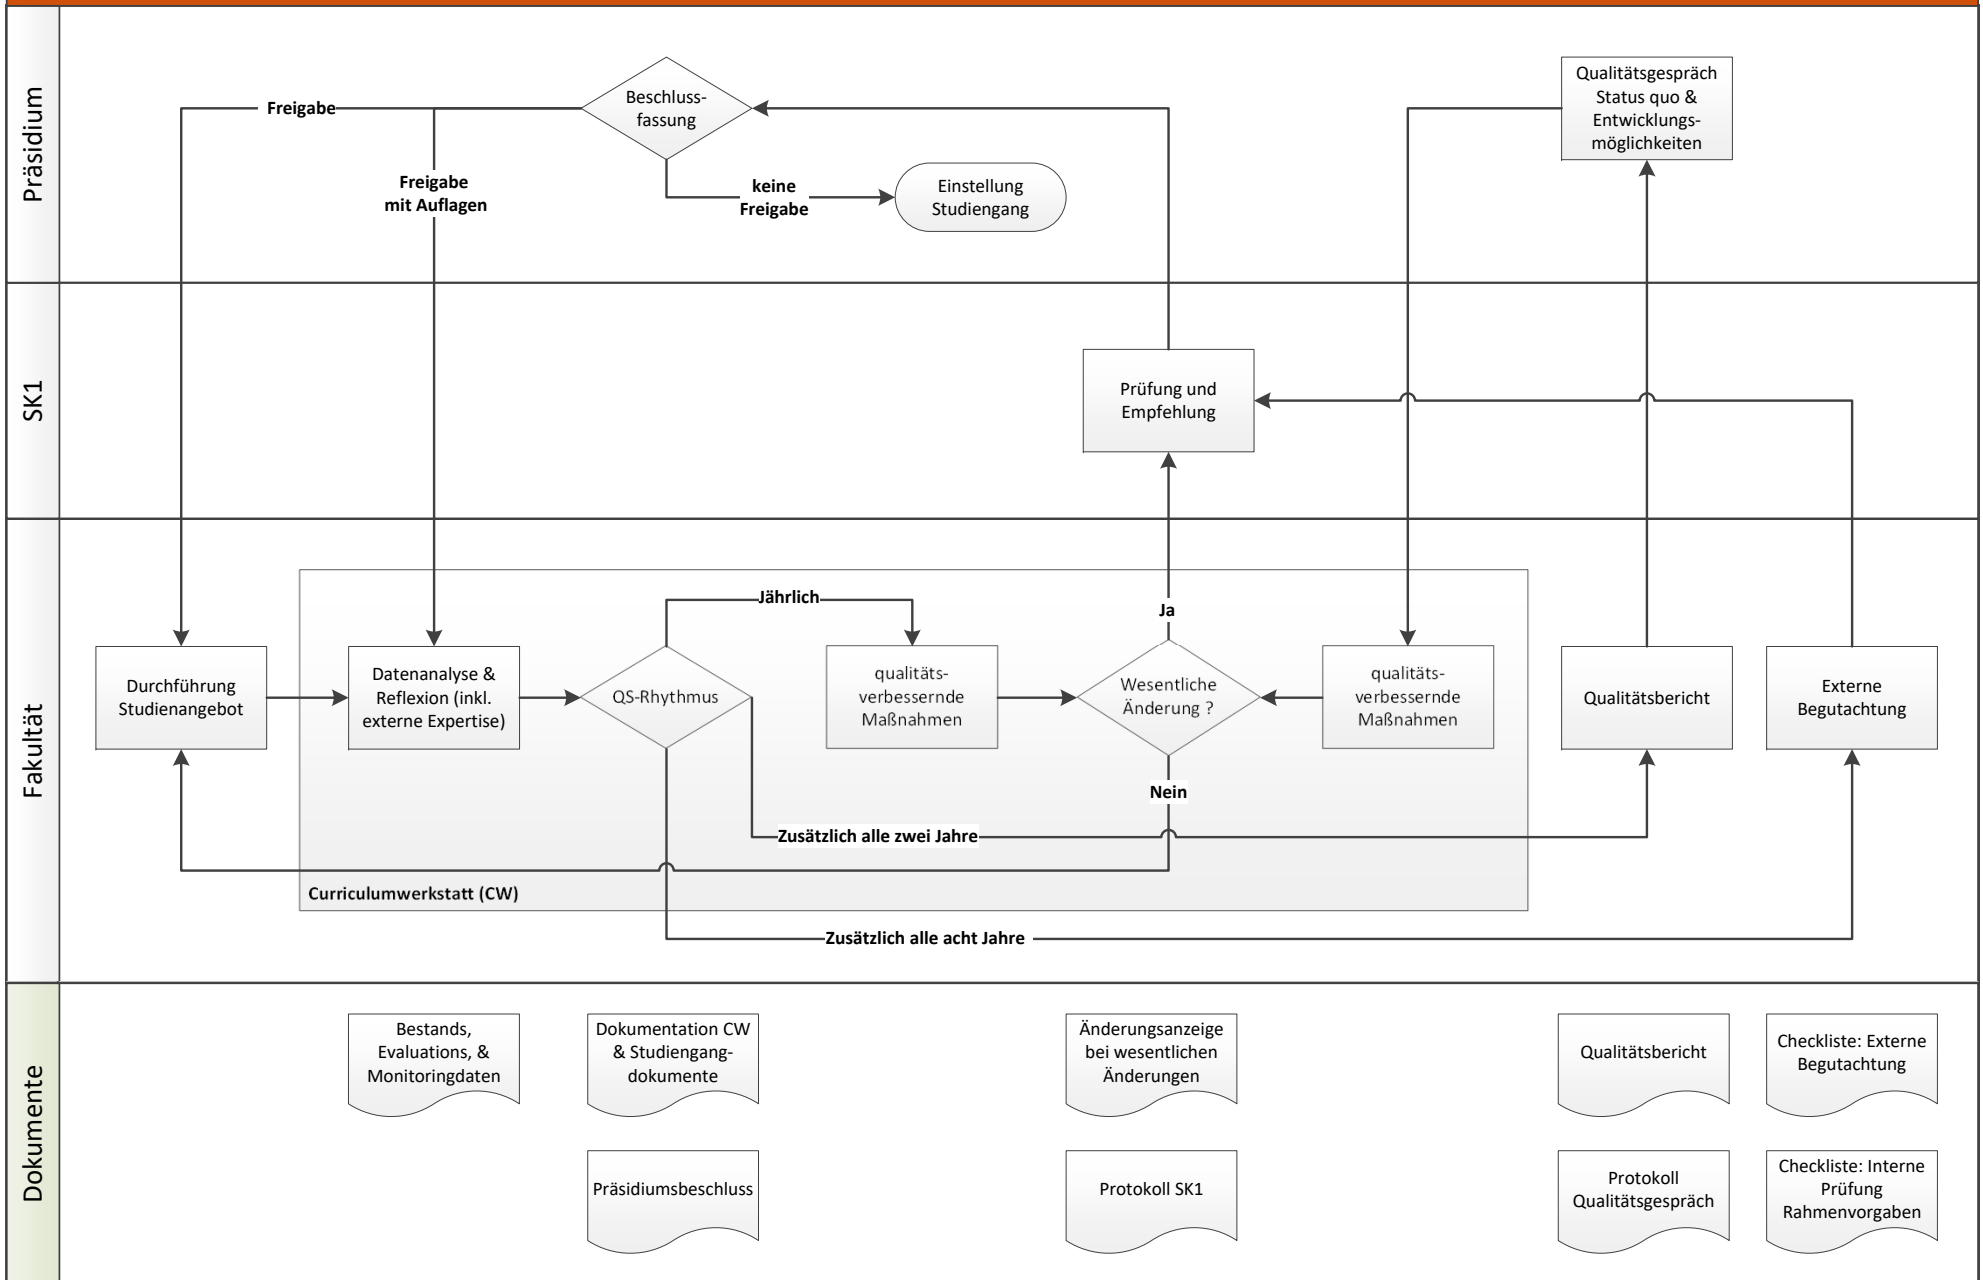 Präsidium
Freigabe
Freigabe
mit Auflagen
Beschluss-
fassung
keine
Freigabe
Einstellung
Studiengang
Qualitätsgespräch
Status quo &
Entwicklungs-
möglichkeiten
SK1
Prüfung und
Empfehlung
Fakultät
Durchführung
Studienangebot
Datenanalyse &
Reflexion (inkl.
externe Expertise)
QS-Rhythmus
Jährlich
qualitäts-
verbessernde
Maßnahmen
Ja
Wesentliche
Änderung ?
Nein
qualitäts-
verbessernde
Maßnahmen
Qualitätsbericht
Externe
Begutachtung
Zusätzlich alle zwei Jahre
Curriculumwerkstatt (CW)
Zusätzlich alle acht Jahre
Dokumente
Bestands,
Evaluations, &
Monitoringdaten
Dokumentation CW
& Studiengang-
dokumente
Änderungsanzeige
bei wesentlichen
Änderungen
Qualitätsbericht
Checkliste: Externe
Begutachtung
Präsidiumsbeschluss
Protokoll SK1
Protokoll
Qualitätsgespräch
Checkliste: Interne
Prüfung
Rahmenvorgaben